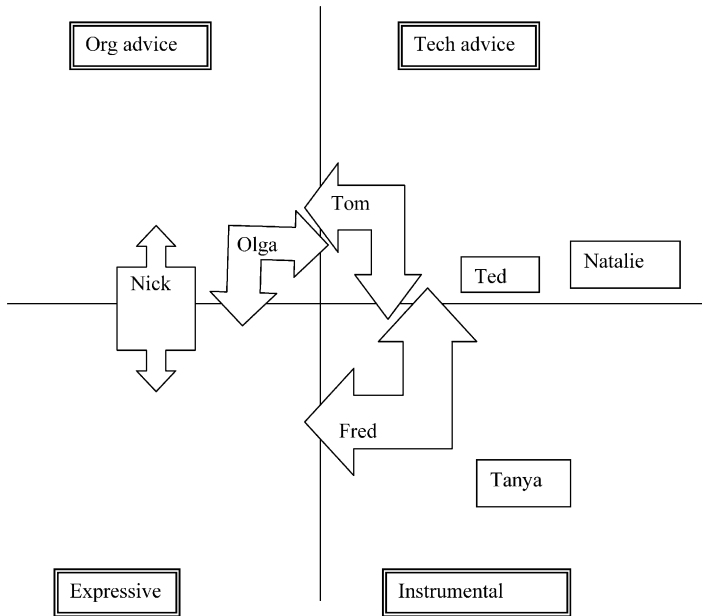 Org advice
Tech advice
Tom
Olga
Natalie
Ted
Nick
Fred
Tanya
Expressive
Instrumental